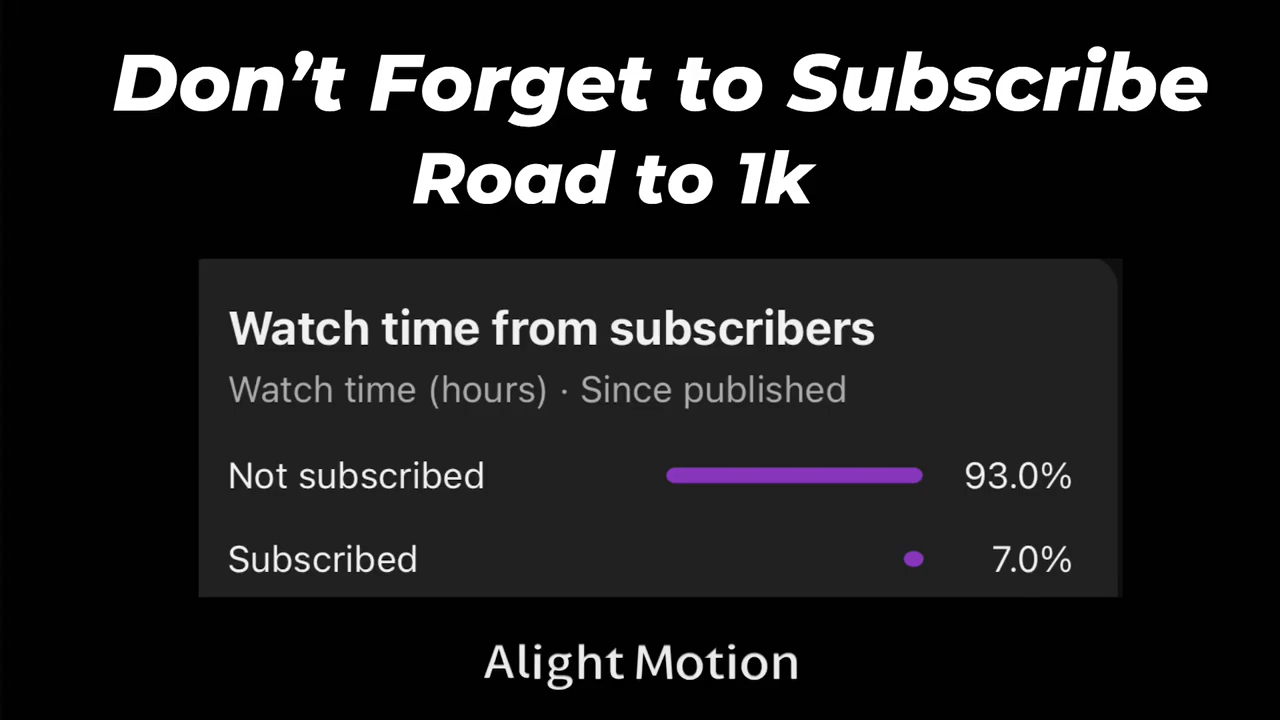 Don’t Forget to Subscribe
Road to 1k
Watch time from subscribers
Watch time (hours) · Since published
Not subscribed 93.0%
Subscribed 7.0%
Alight Motion